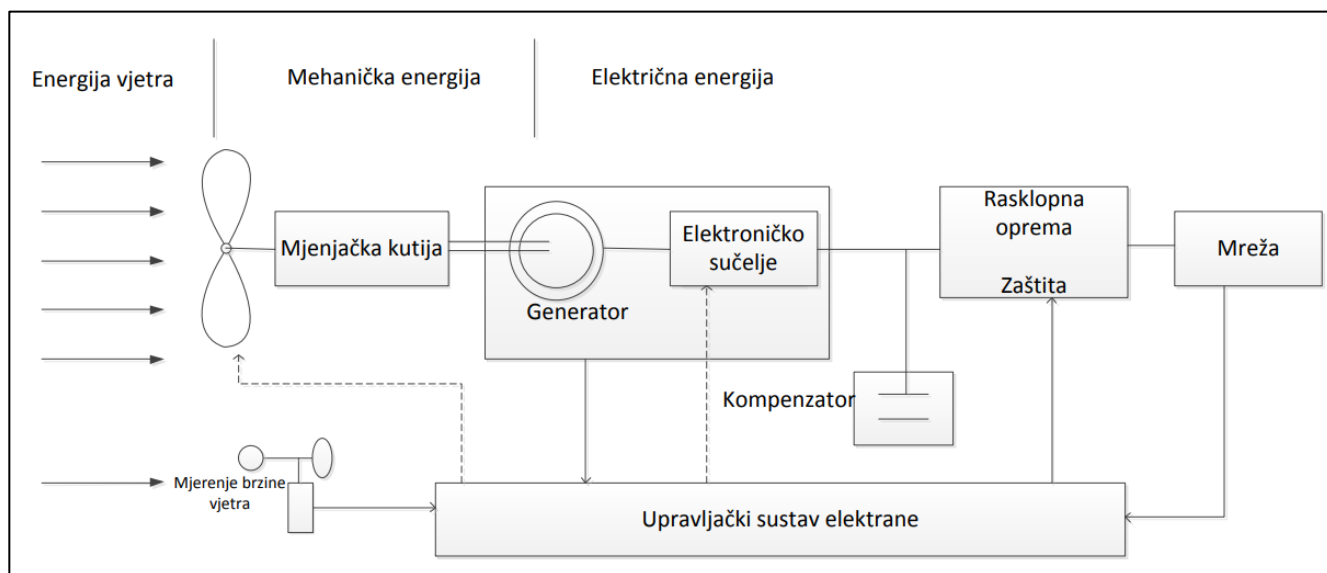 Energija vjetra
Mehanička energija
Električna energija
Mjenjačka kutija
Generator
Elektroničko
sučelje
Rasklopna
oprema
Zaštita
Mreža
Kompenzator
Mjerenje brzine
vjetra
Upravljački sustav elektrane